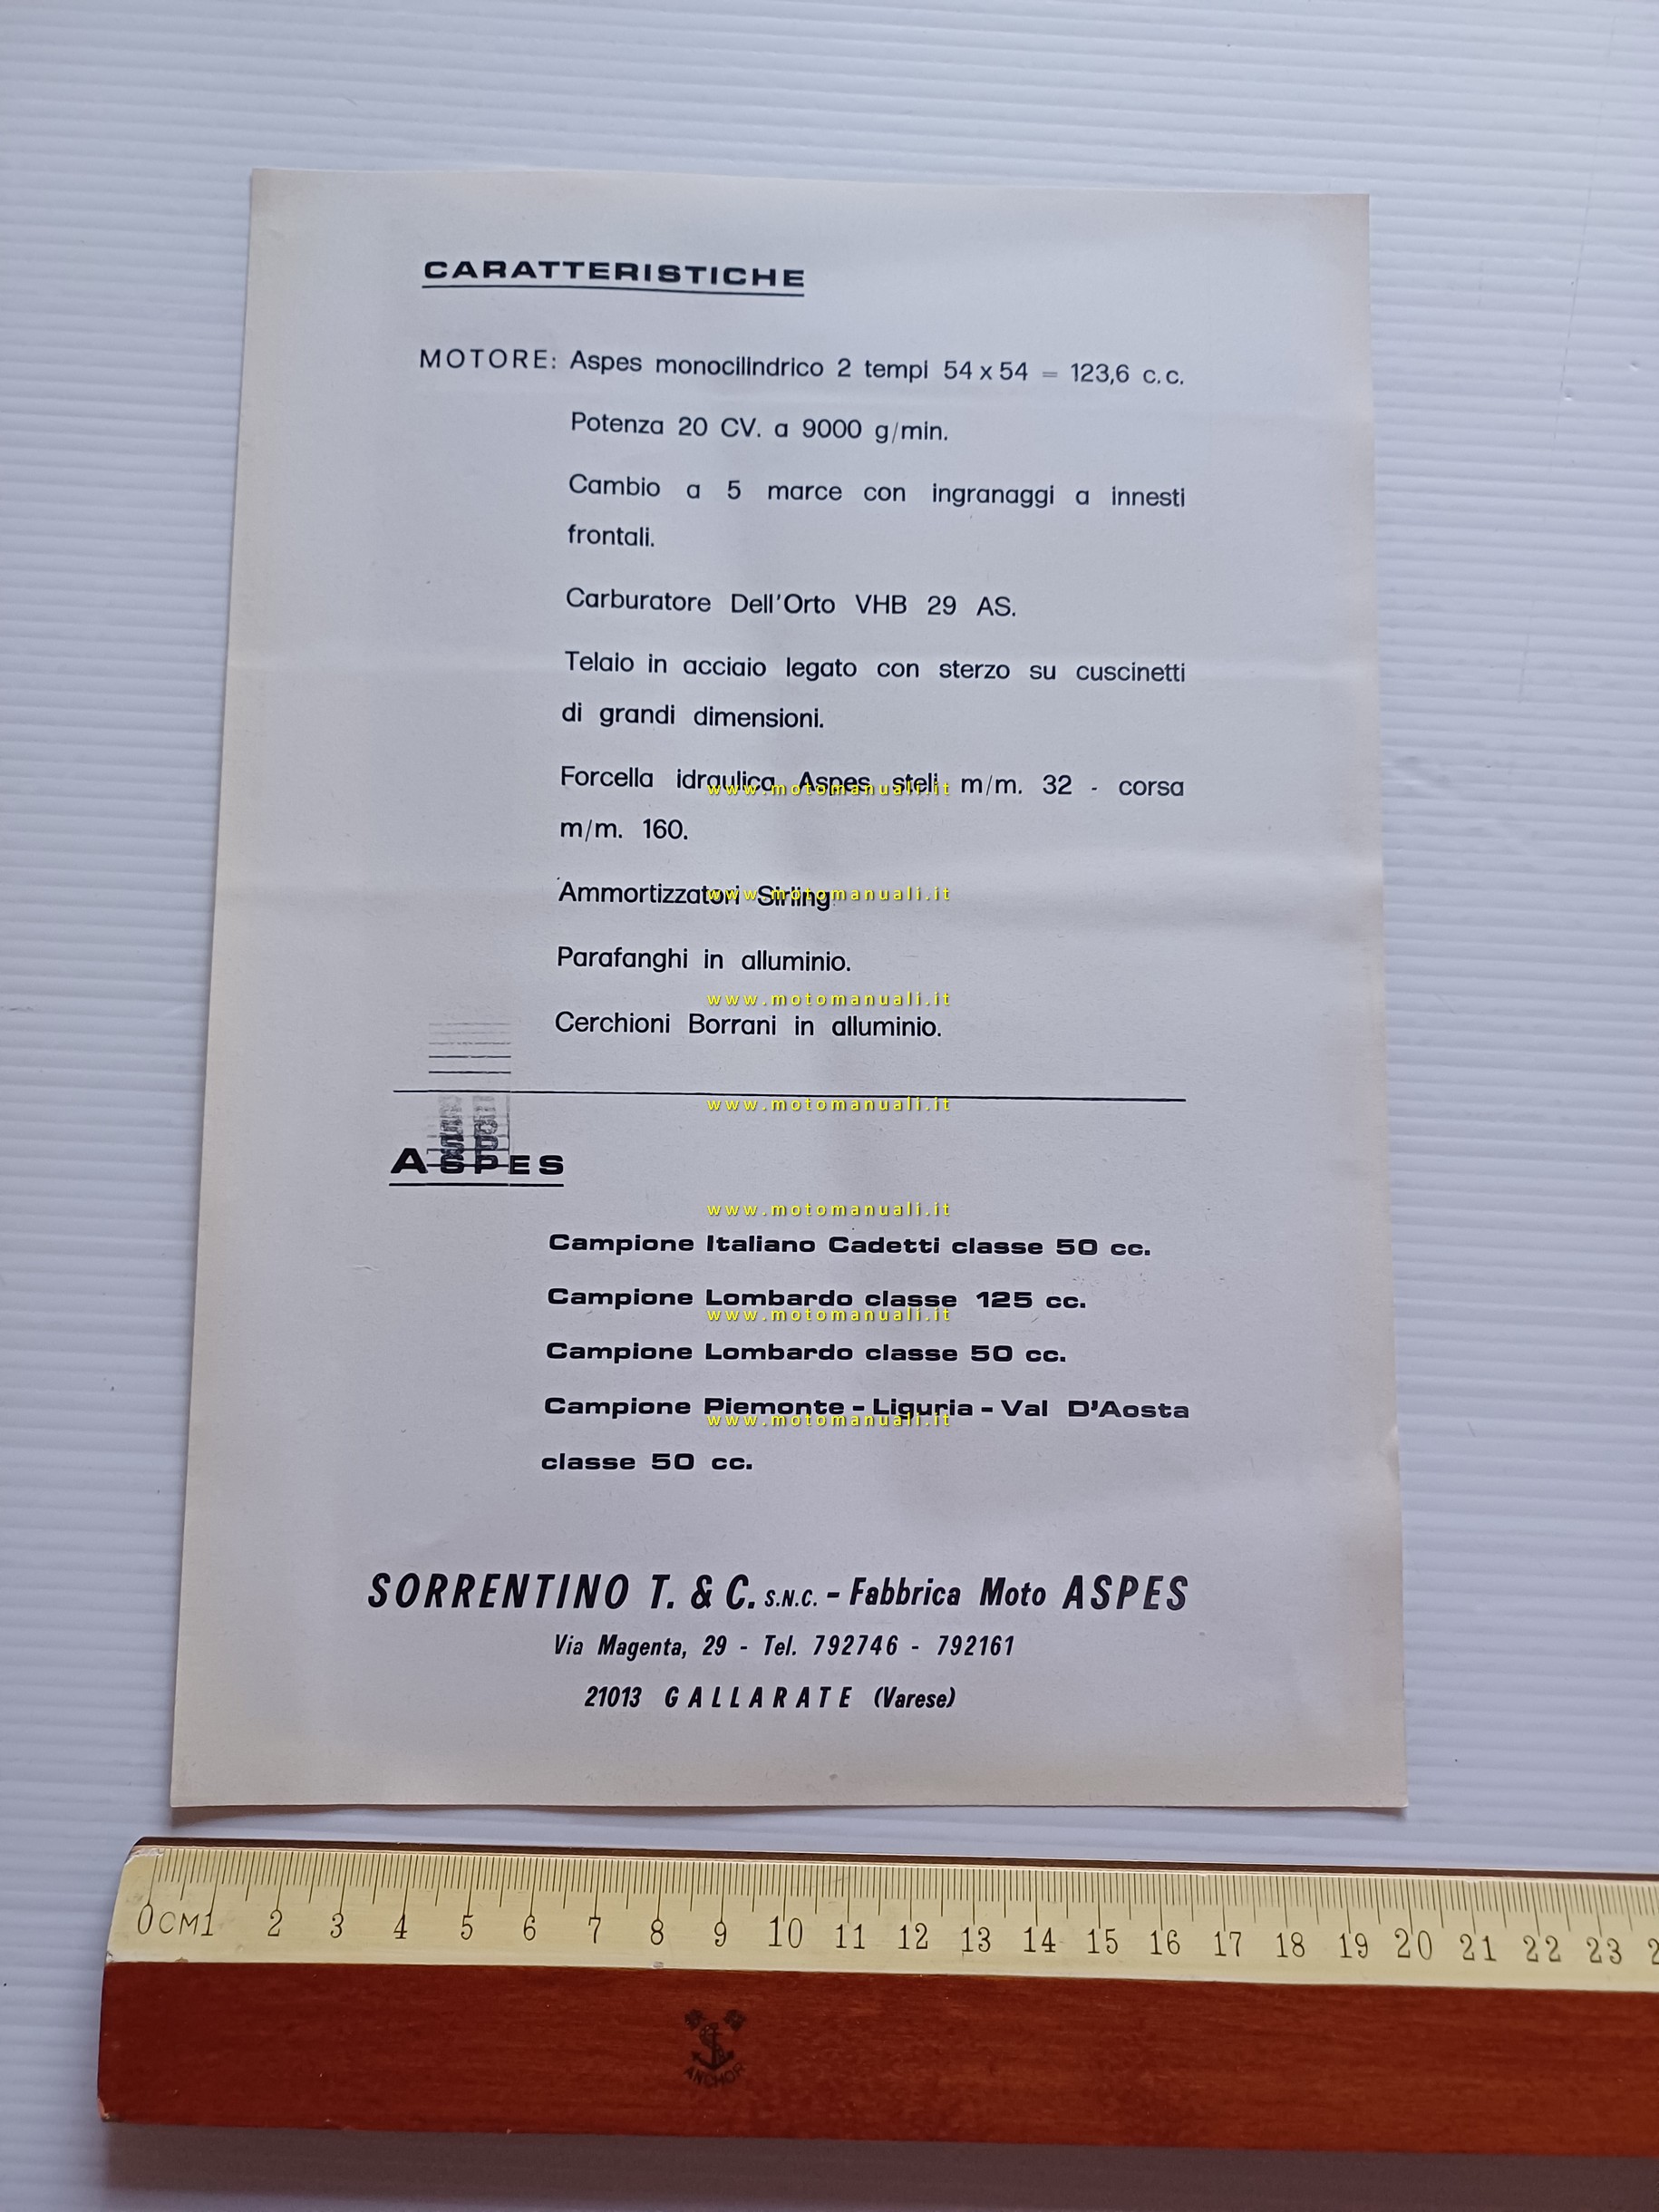 CARATTERISTICHE
MOTORE: Aspes monocilindrico 2 tempi 54 x 54 = 123,6 c.c.
Potenza 20 CV. a 9000 g/min.
Cambio a 5 marce con ingranaggi a innesti
frontali.
Carburatore Dell'Orto VHB 29 AS.
Telaio in acciaio legato con sterzo su cuscinetti
di grandi dimensioni.
Forcella idraulica Aspes steli m/m. 32 - corsa
www.motomanuali.it
m/m. 160.
Ammortizzatori Sirling
www.motomanuali.it
Parafanghi in alluminio.
www.motomanuali.it
Cerchioni Borrani in alluminio.
www.motomanuali.it
ASPES
www.motomanuali.it
Campione Italiano Cadetti classe 50 cc.
Campione Lombardo classe 125 cc.
www.motomanuali.it
Campione Lombardo classe 50 cc.
Campione Piemonte - Liguria - Val D'Aosta
www.motomanuali.it
classe 50 cc.
SORRENTINO T. & C. S.N.C. - Fabbrica Moto ASPES
Via Magenta, 29 - Tel. 792746 - 792161
21013 GALLARATE (Varese)
0CM1 2 3 4 5 6 7 8 9 10 11 12 13 14 15 16 17 18 19 20 21 22 23 2
ANCHOR